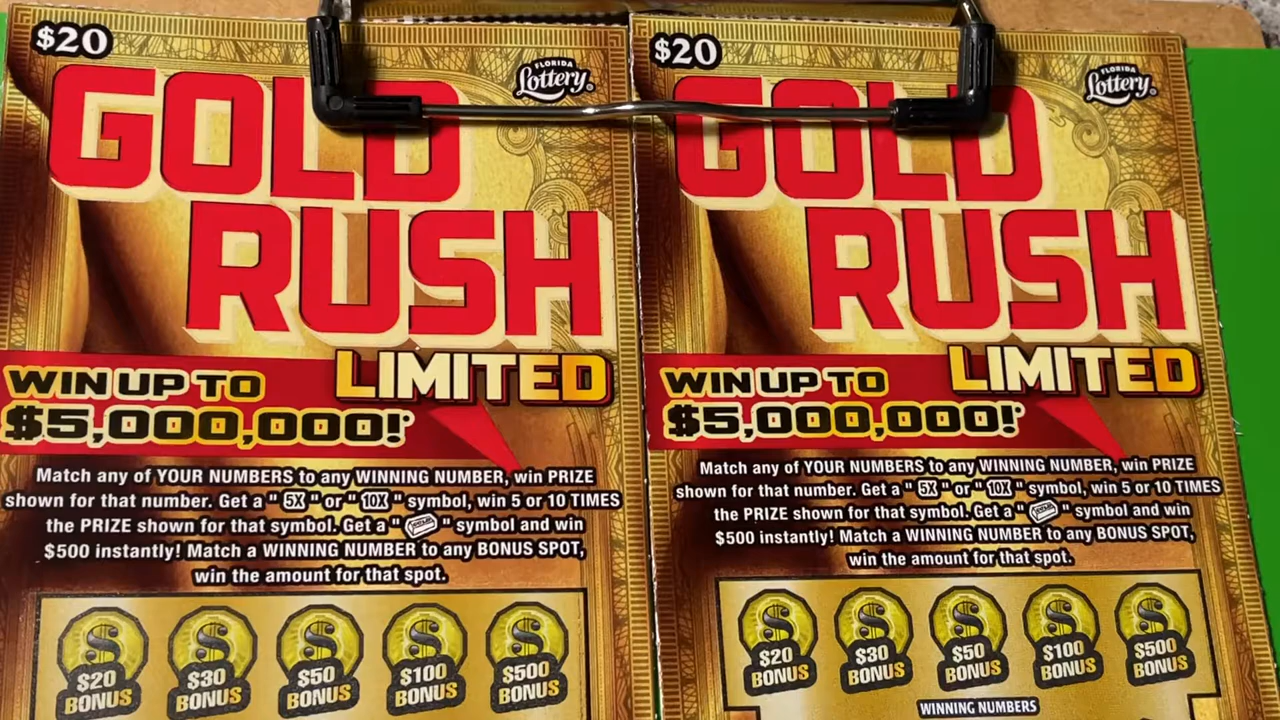 $20
FLORIDA
Lottery
GOLD
RUSH
LIMITED
WIN UP TO
$5,000,000!*
Match any of YOUR NUMBERS to any WINNING NUMBER, win PRIZE
shown for that number. Get a " 5X " or " 10X " symbol, win 5 or 10 TIMES
the PRIZE shown for that symbol. Get a " " symbol and win
$500 instantly! Match a WINNING NUMBER to any BONUS SPOT,
win the amount for that spot.
$20
BONUS
$30
BONUS
$50
BONUS
$100
BONUS
$500
BONUS
$20
FLORIDA
Lottery
GOLD
RUSH
LIMITED
WIN UP TO
$5,000,000!*
Match any of YOUR NUMBERS to any WINNING NUMBER, win PRIZE
shown for that number. Get a " 5X " or " 10X " symbol, win 5 or 10 TIMES
the PRIZE shown for that symbol. Get a " " symbol and win
$500 instantly! Match a WINNING NUMBER to any BONUS SPOT,
win the amount for that spot.
$20
BONUS
$30
BONUS
$50
BONUS
$100
BONUS
$500
BONUS
WINNING NUMBERS